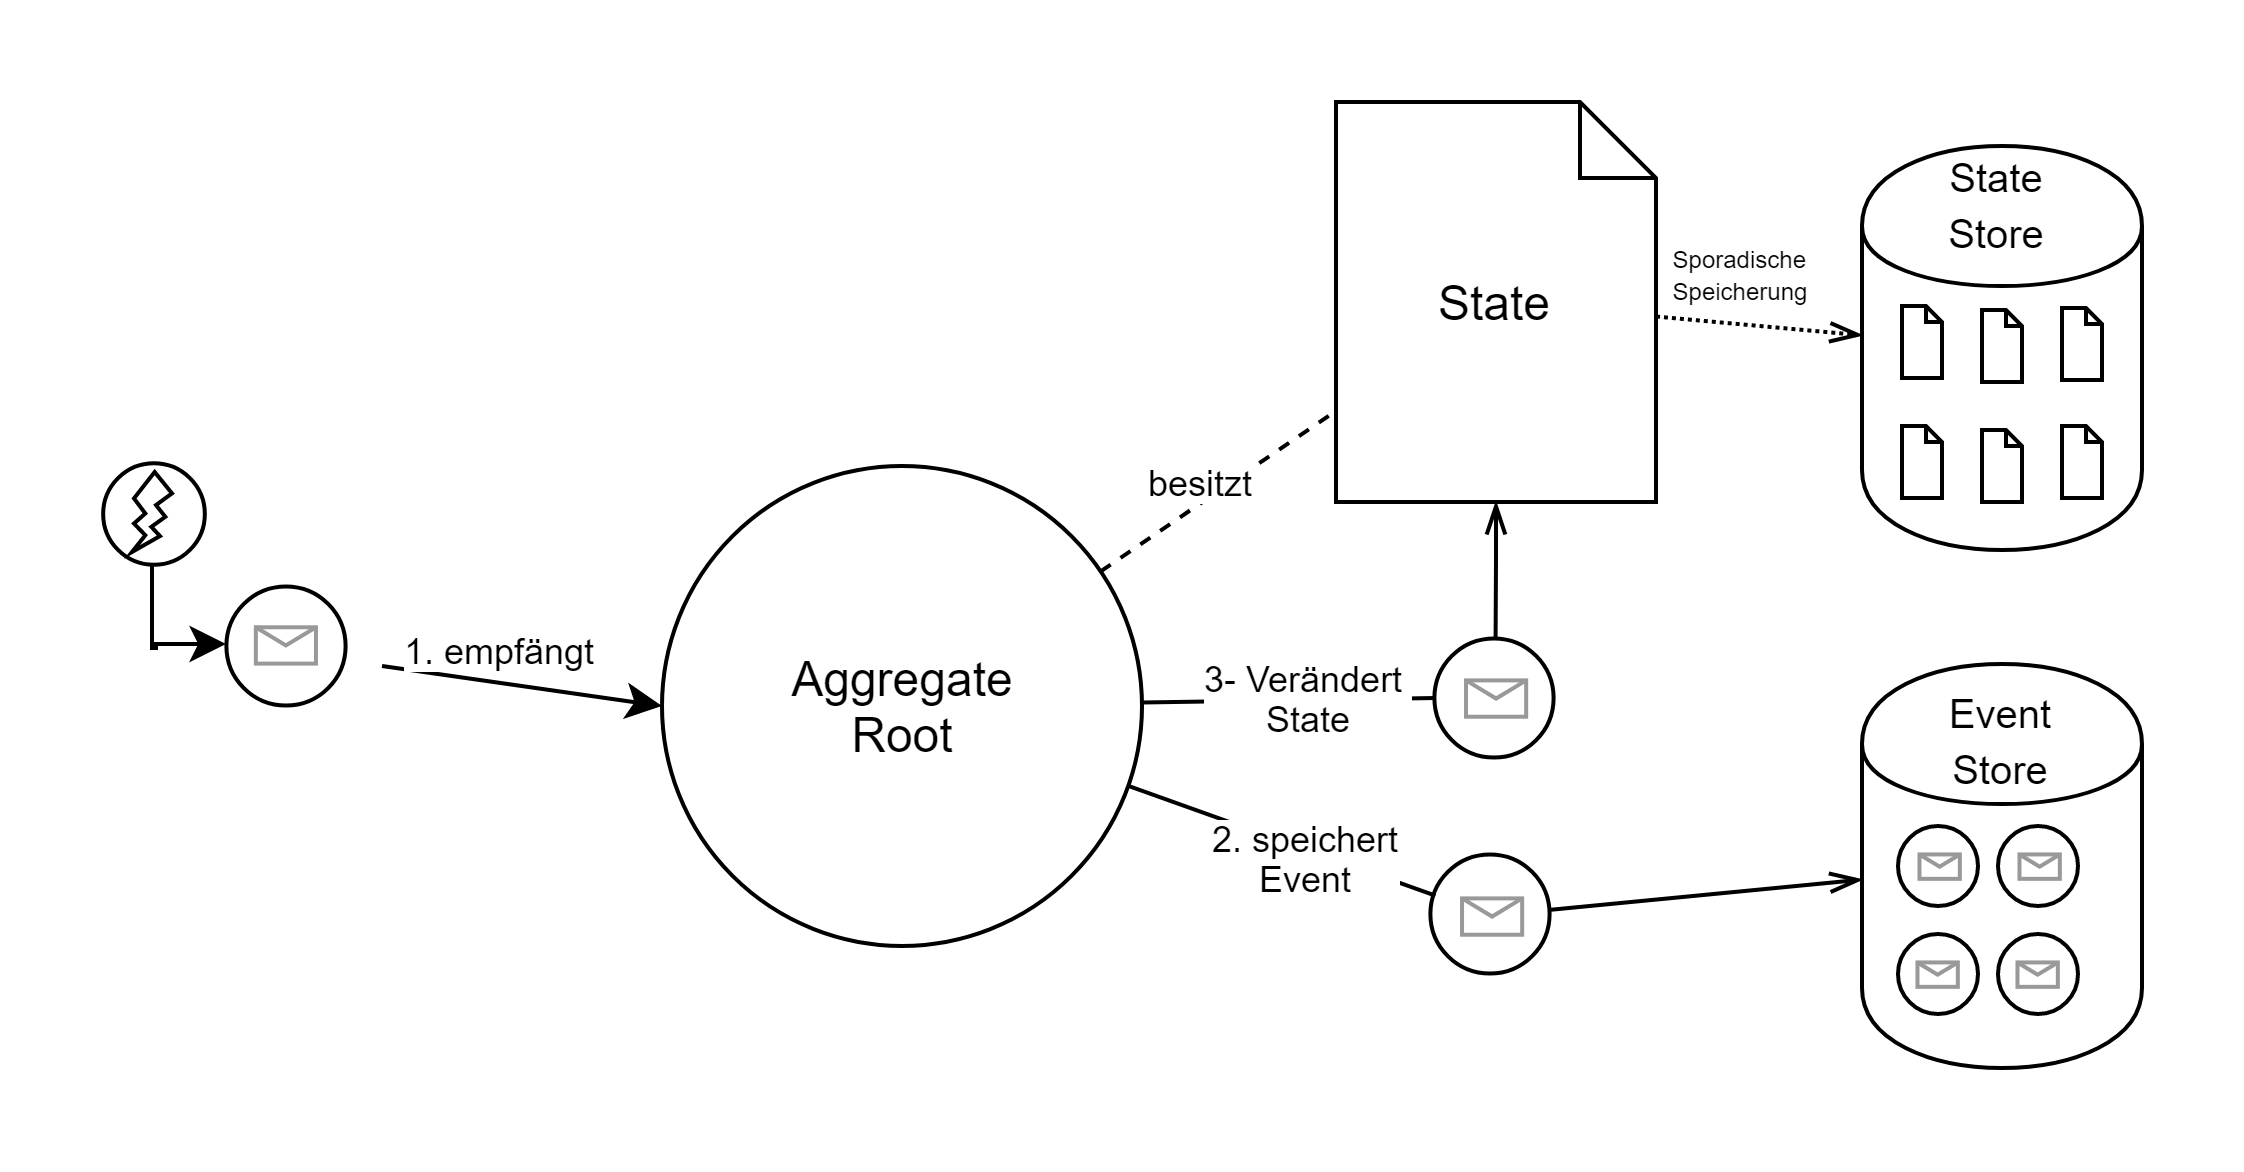 State
Store
Sporadische
Speicherung
State
besitzt
1. empfängt
Aggregate
Root
3- Verändert
State
2. speichert
Event
Event
Store